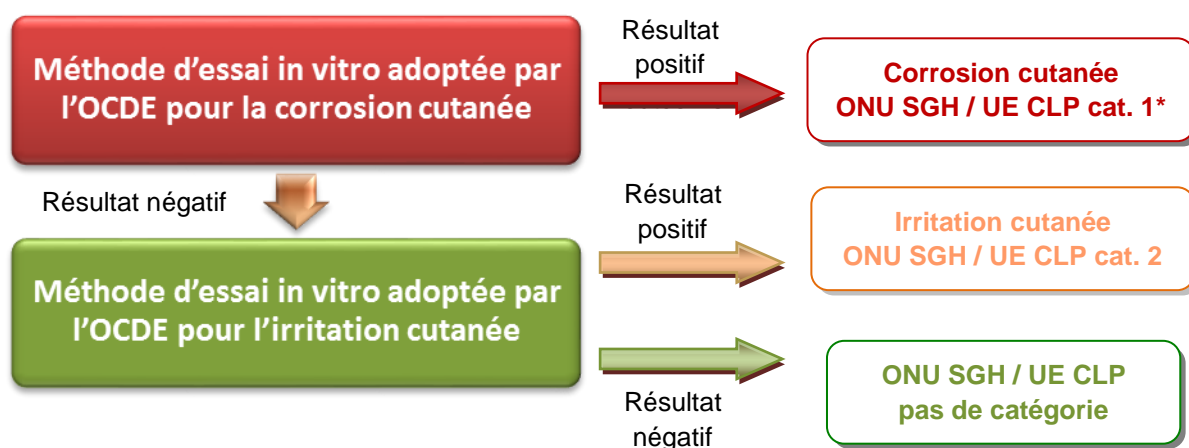 Méthode d’essai in vitro adoptée par
l’OCDE pour la corrosion cutanée
Résultat
positif
Corrosion cutanée
ONU SGH / UE CLP cat. 1*
Résultat négatif
Résultat
positif
Irritation cutanée
ONU SGH / UE CLP cat. 2
Méthode d’essai in vitro adoptée par
l’OCDE pour l’irritation cutanée
Résultat
négatif
ONU SGH / UE CLP
pas de catégorie